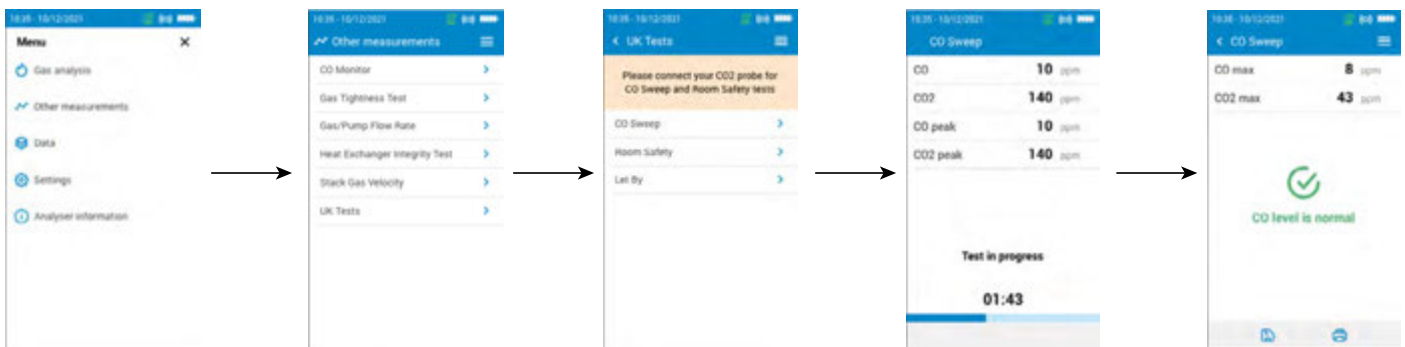 10:35 - 10/12/2021
Menu
Gas analysis
Other measurements
Data
Settings
Analyser information
10:35 - 10/12/2021
Other measurements
CO Monitor
Gas Tightness Test
Gas/Pump Flow Rate
Heat Exchanger Integrity Test
Stack Gas Velocity
UK Tests
10:35 - 10/12/2021
UK Tests
Please connect your CO2 probe for
CO Sweep and Room Safety tests
CO Sweep
Room Safety
Let By
10:35 - 10/12/2021
CO Sweep
CO 10 ppm
CO2 140 ppm
CO peak 10 ppm
CO2 peak 140 ppm
Test in progress
01:43
10:35 - 10/12/2021
CO Sweep
CO max 8 ppm
CO2 max 43 ppm
CO level is normal